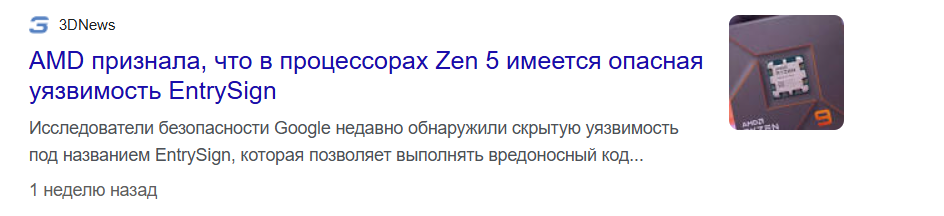 3DNews
AMD признала, что в процессорах Zen 5 имеется опасная
уязвимость EntrySign
Исследователи безопасности Google недавно обнаружили скрытую уязвимость
под названием EntrySign, которая позволяет выполнять вредоносный код...
1 неделю назад
AMD
RYZEN
9